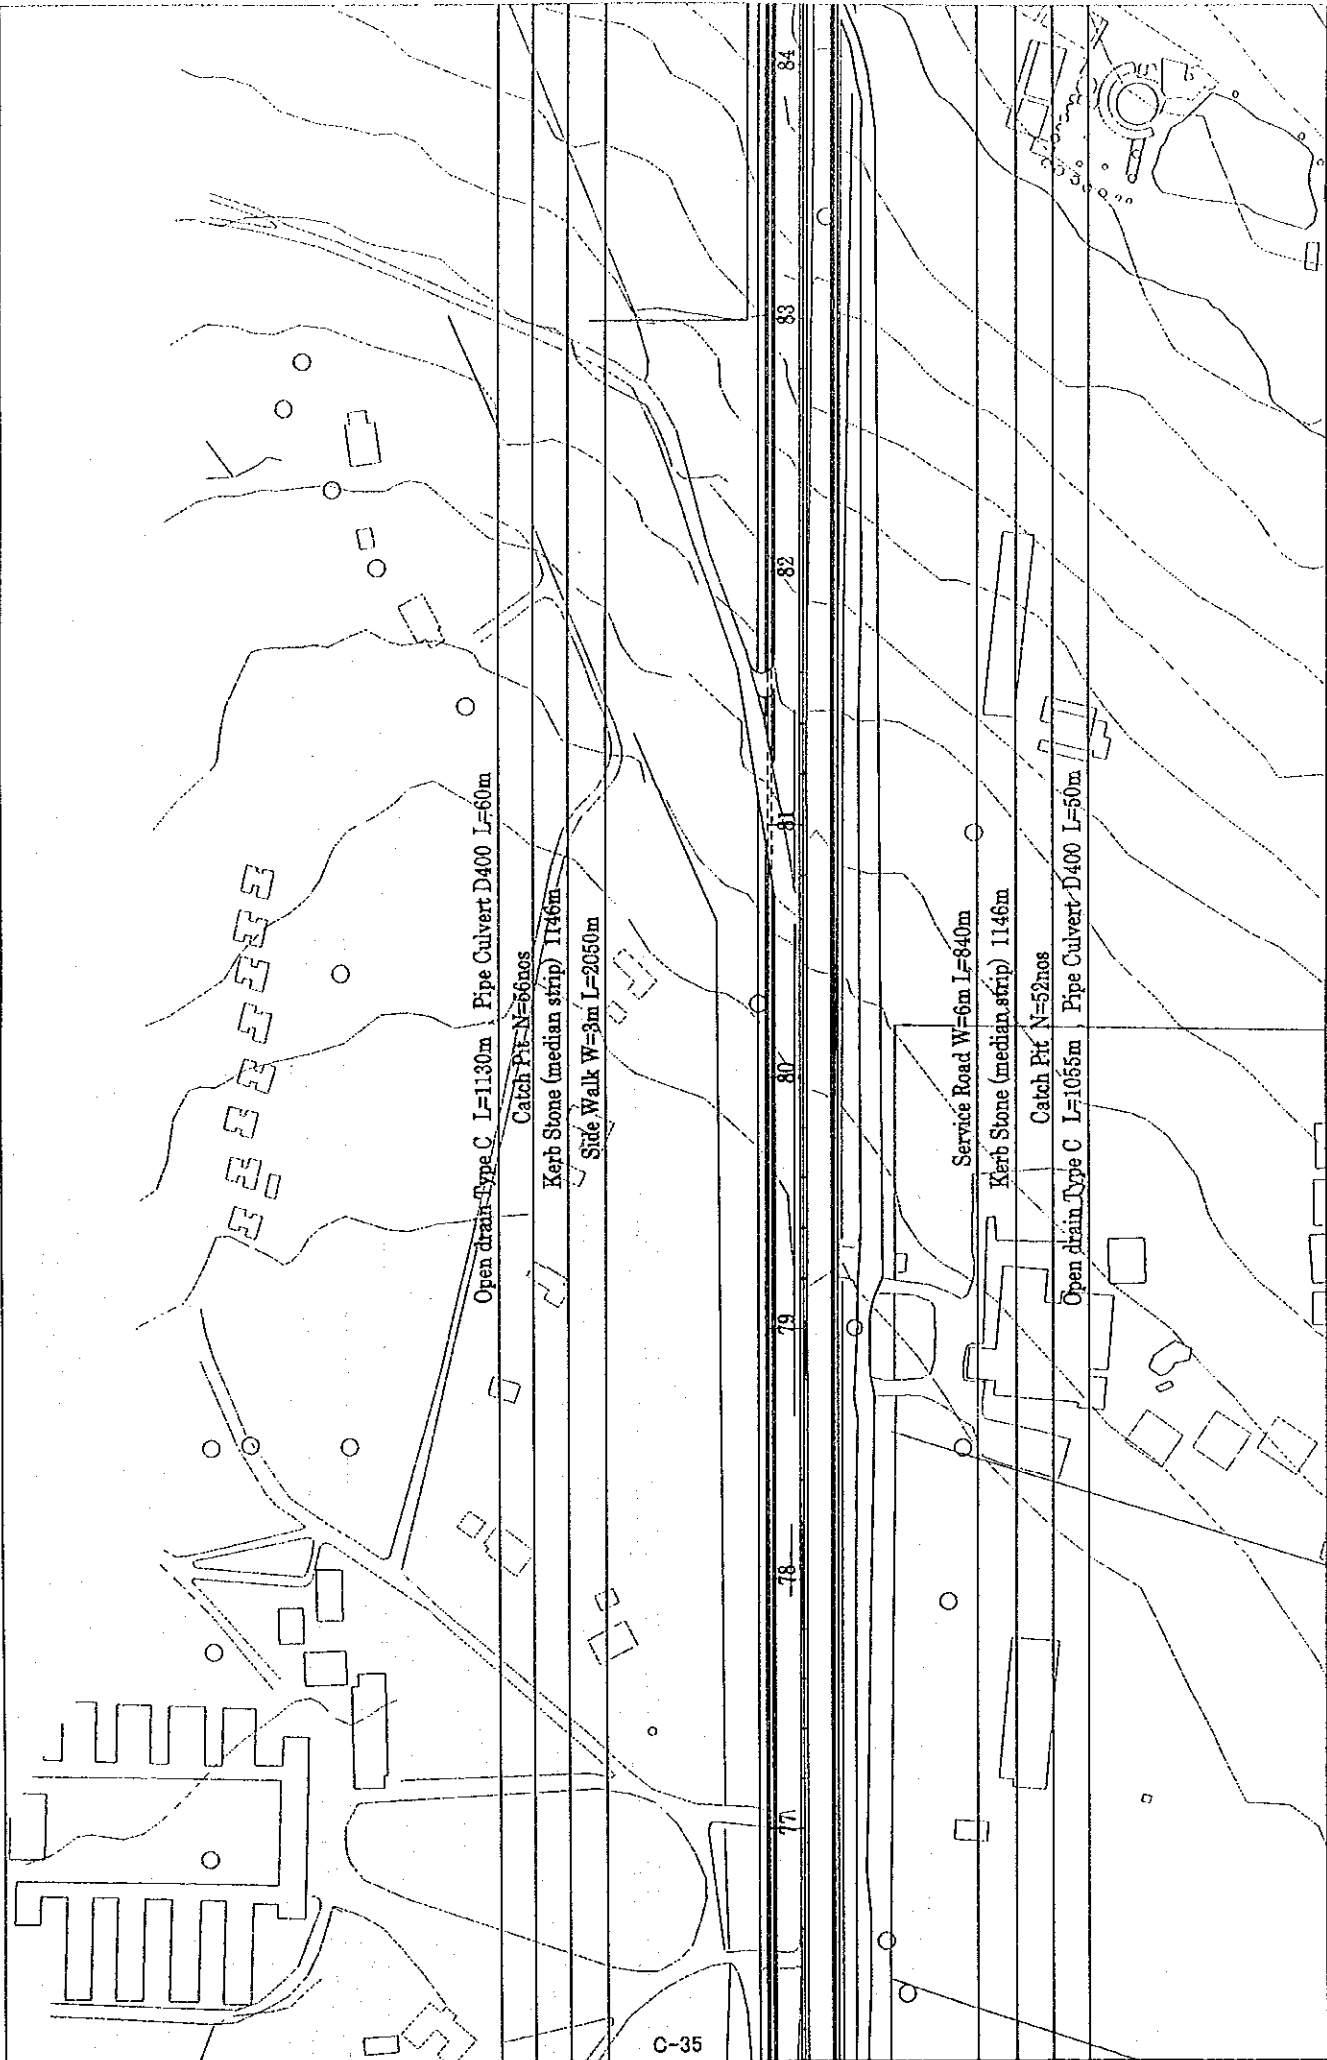 84
83
82
81
80
79
78
77
Open drain Type C L=1130m , Pipe Culvert D400 L=60m
Catch Pit N=56nos
Kerb Stone (median strip) 1146m
Side Walk W=3m L=2050m
Service Road W=6m L=840m
Kerb Stone (median strip) 1146m
Catch Pit N=52nos
Open drain Type C L=1055m , Pipe Culvert D400 L=50m
C-35